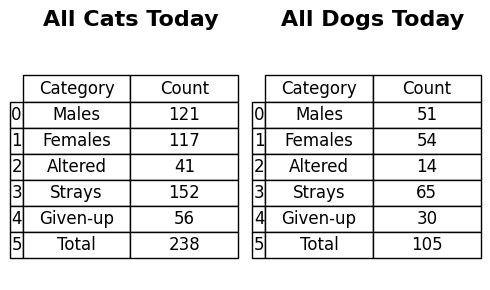 All Cats Today
Category Count
0 Males 121
1 Females 117
2 Altered 41
3 Strays 152
4 Given-up 56
5 Total 238
All Dogs Today
Category Count
0 Males 51
1 Females 54
2 Altered 14
3 Strays 65
4 Given-up 30
5 Total 105